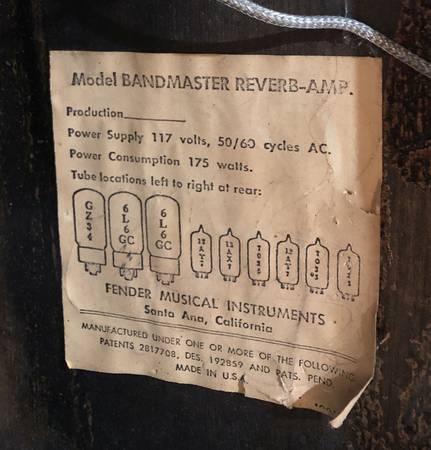 Model BANDMASTER REVERB-AMP.
Production
Power Supply 117 volts, 50/60 cycles AC.
Power Consumption 175 watts.
Tube locations left to right at rear:
GZ34 6L6GC 6L6GC 12AT7 12AX7 7025 12AT7 7025
FENDER MUSICAL INSTRUMENTS
Santa Ana, California
MANUFACTURED UNDER ONE OR MORE OF THE FOLLOWING
PATENTS 2817708, DES. 192859 AND PATS. PEND.
MADE IN U.S.A.